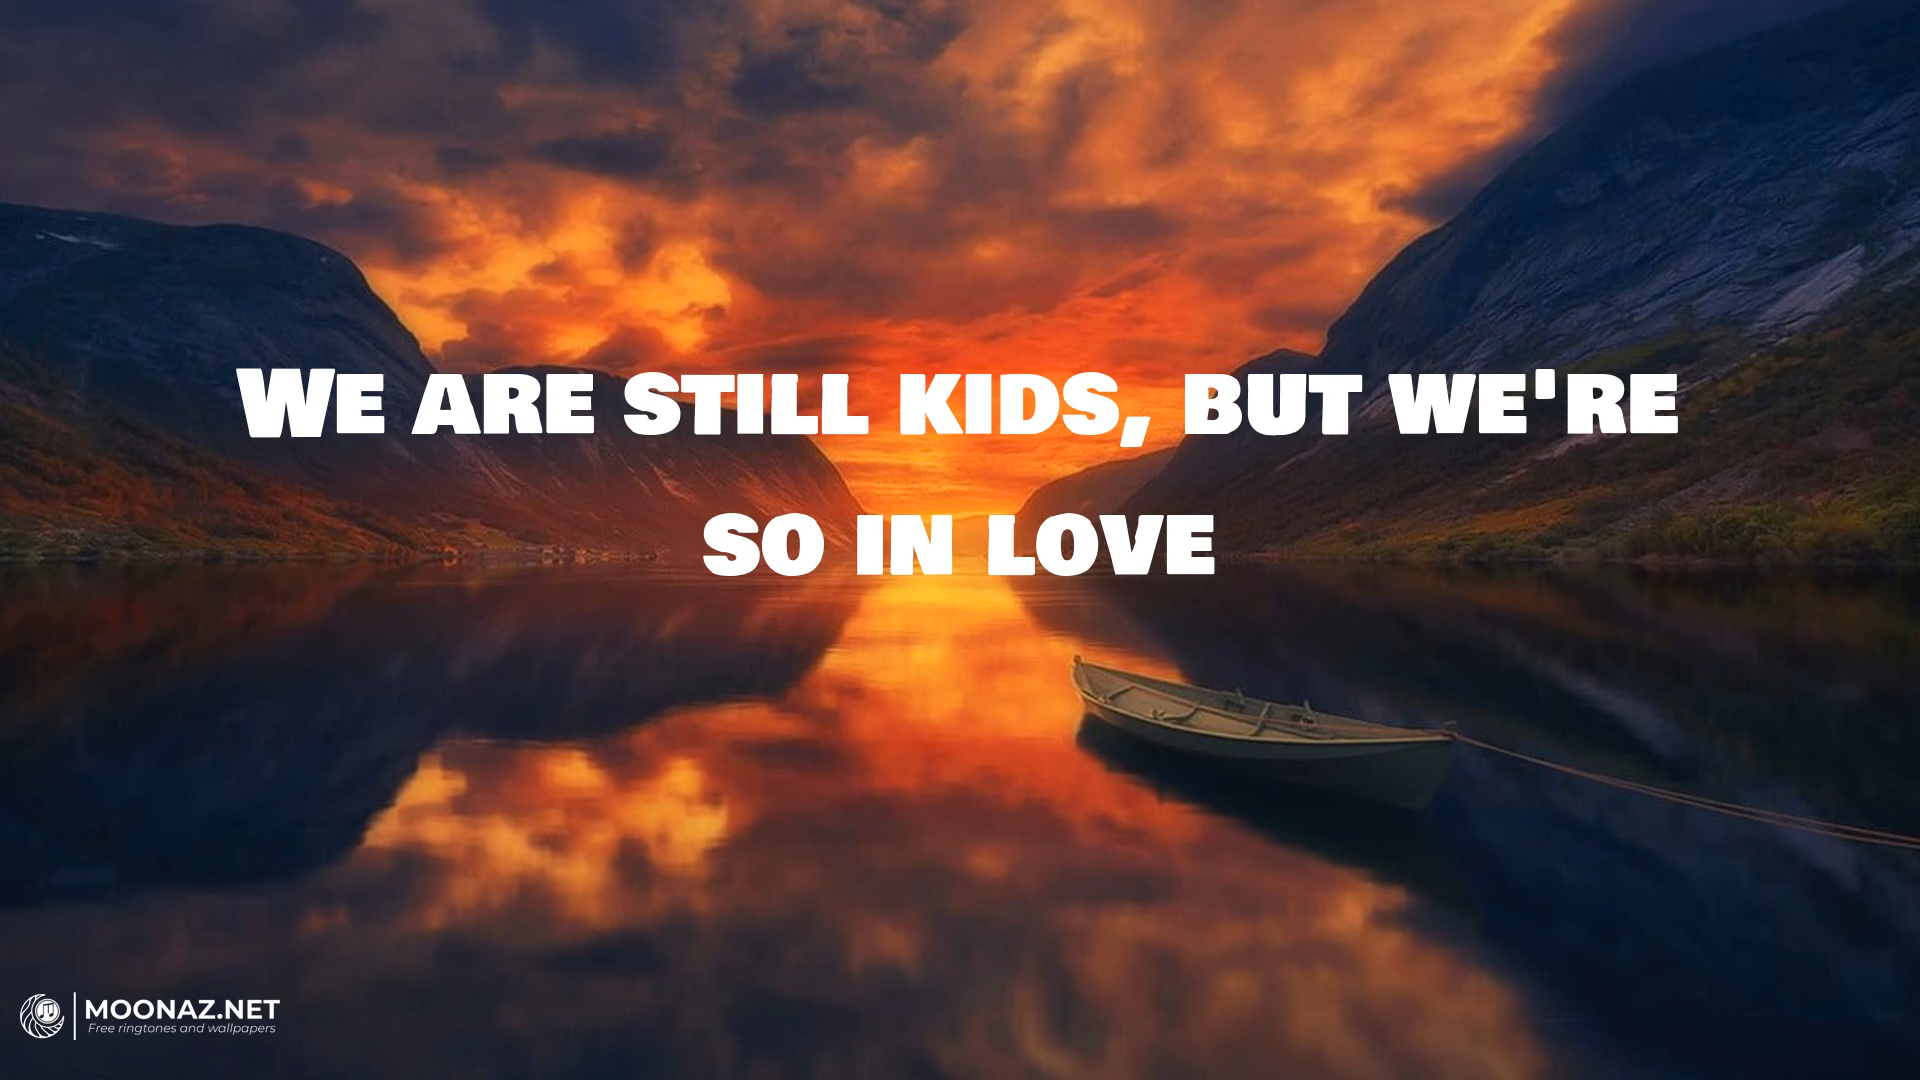 We are still kids, but we're
so in love
MOONAZ.NET
Free ringtones and wallpapers